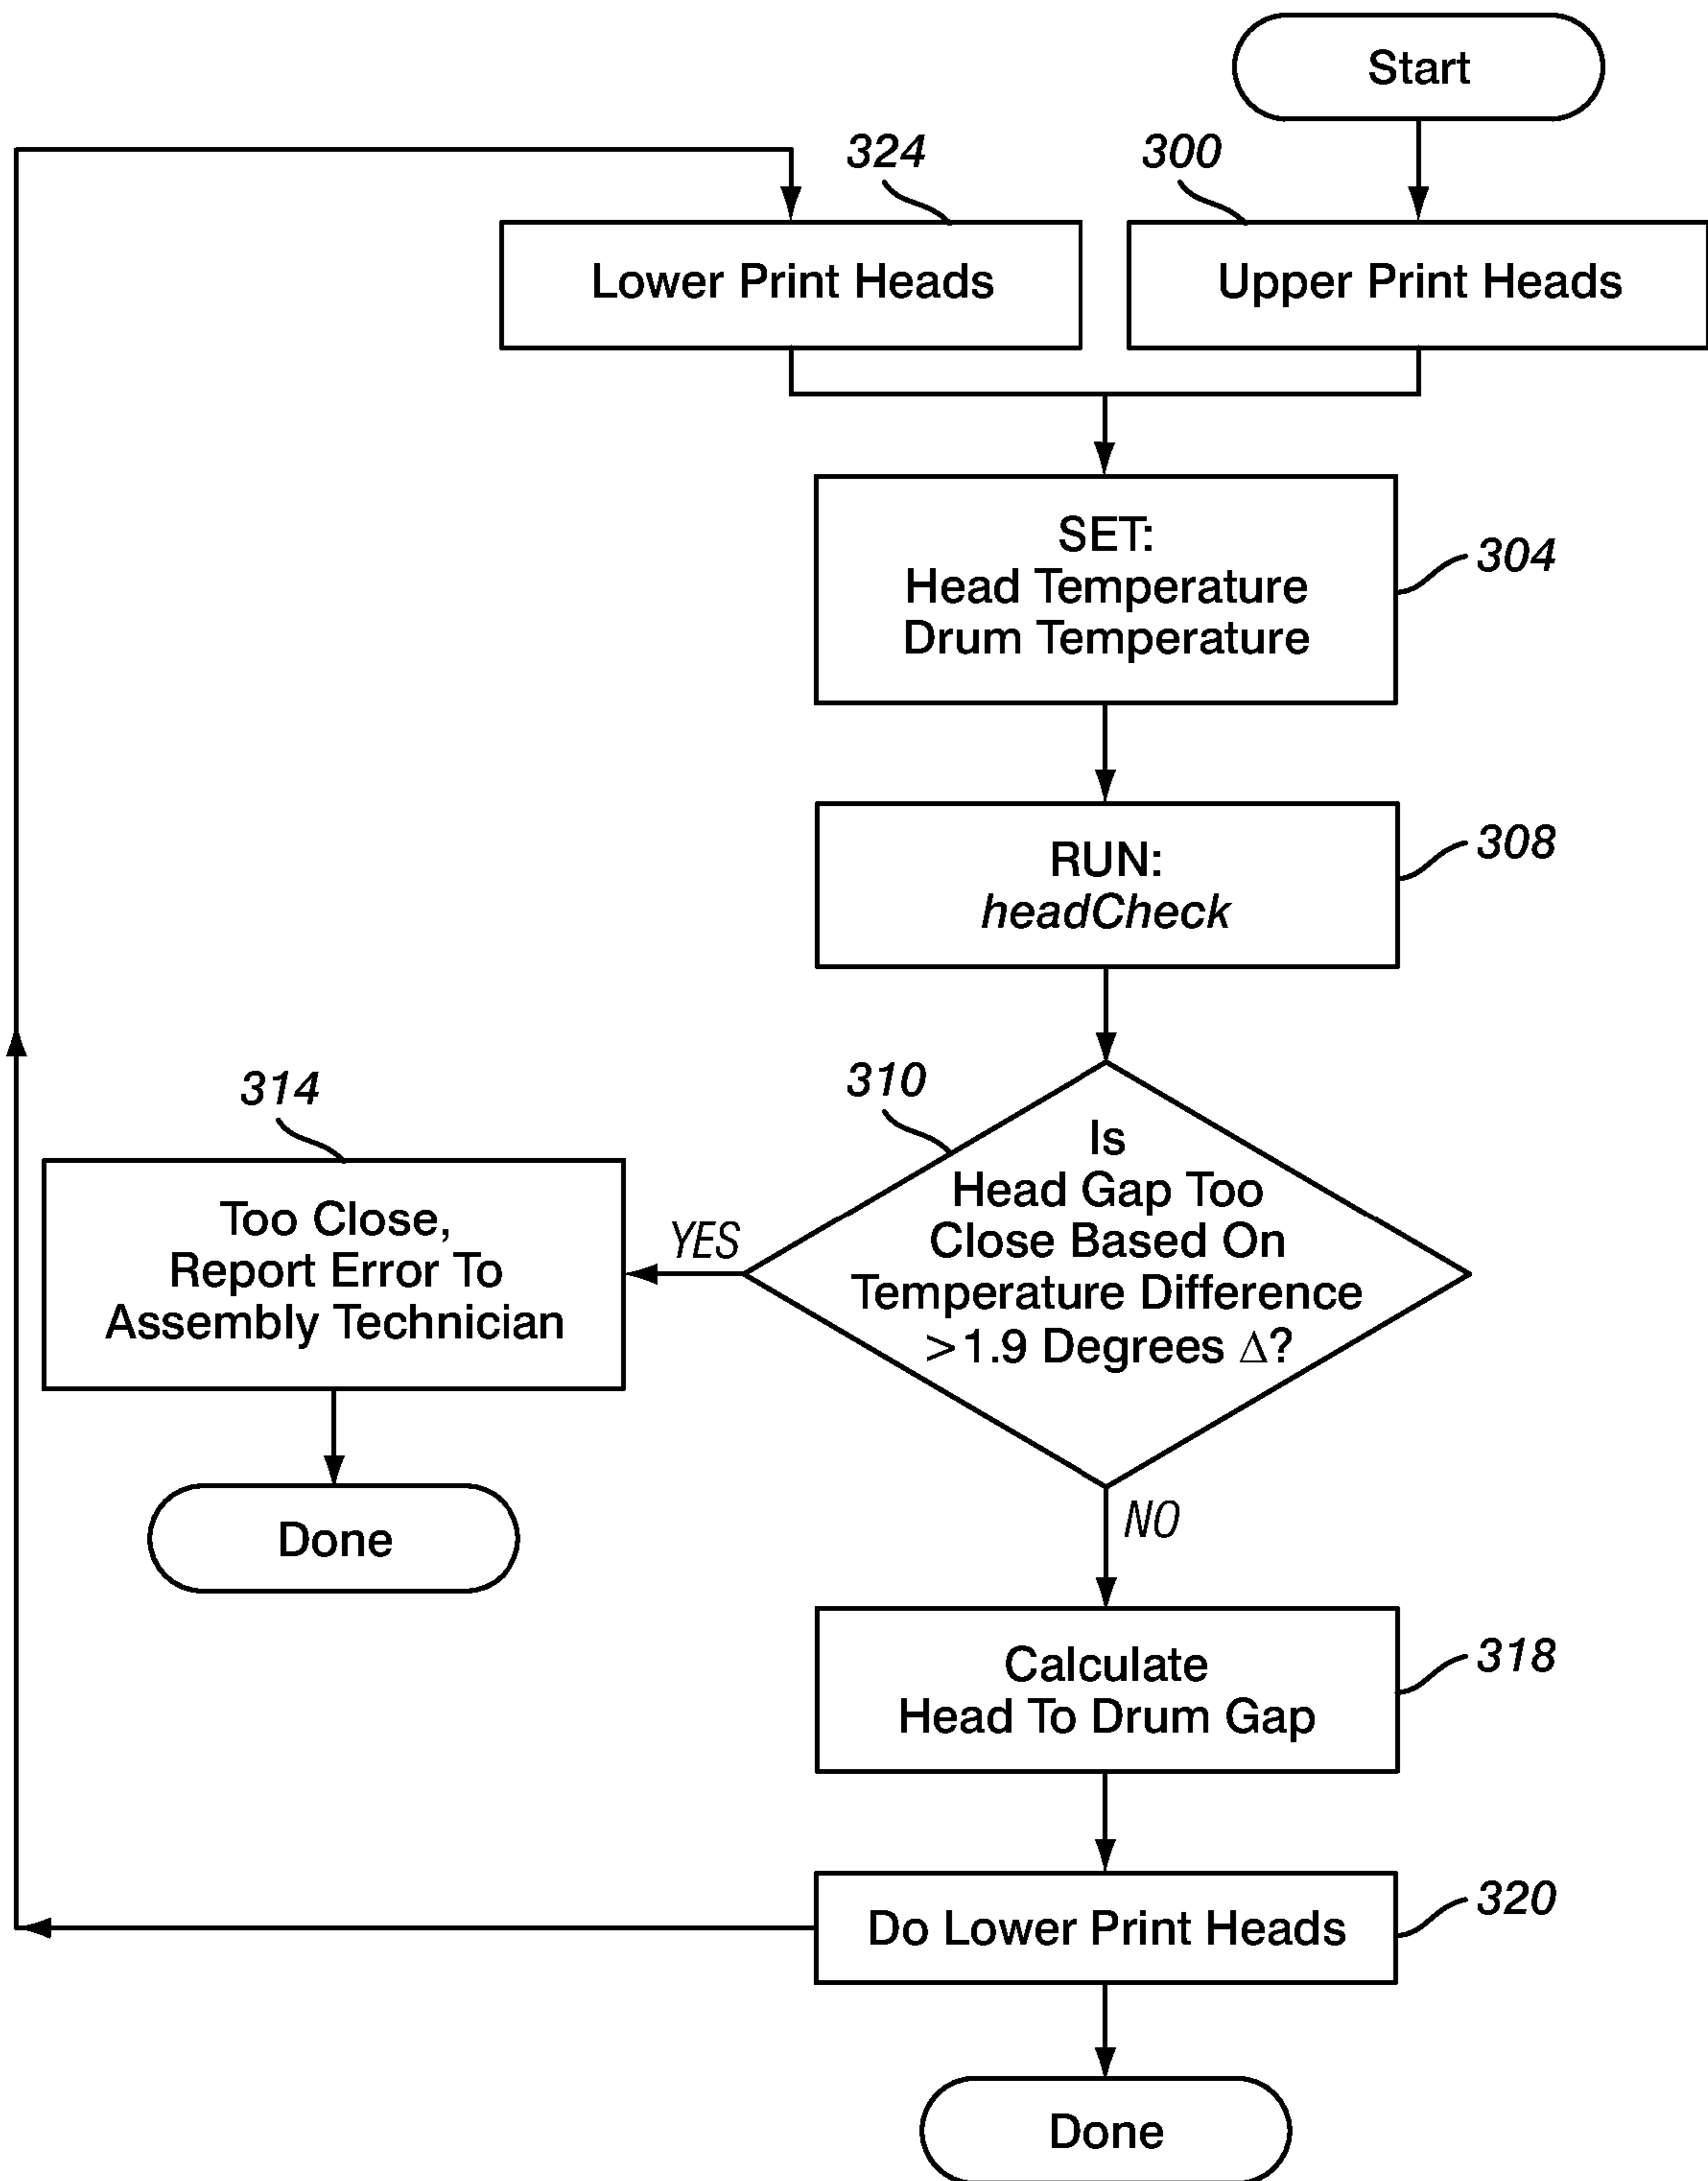 Start
324
300
Lower Print Heads
Upper Print Heads
SET:
Head Temperature
Drum Temperature
304
RUN:
headCheck
308
310
Is
Head Gap Too
Close Based On
Temperature Difference
>1.9 Degrees Δ?
YES
314
Too Close,
Report Error To
Assembly Technician
Done
NO
Calculate
Head To Drum Gap
318
Do Lower Print Heads
320
Done